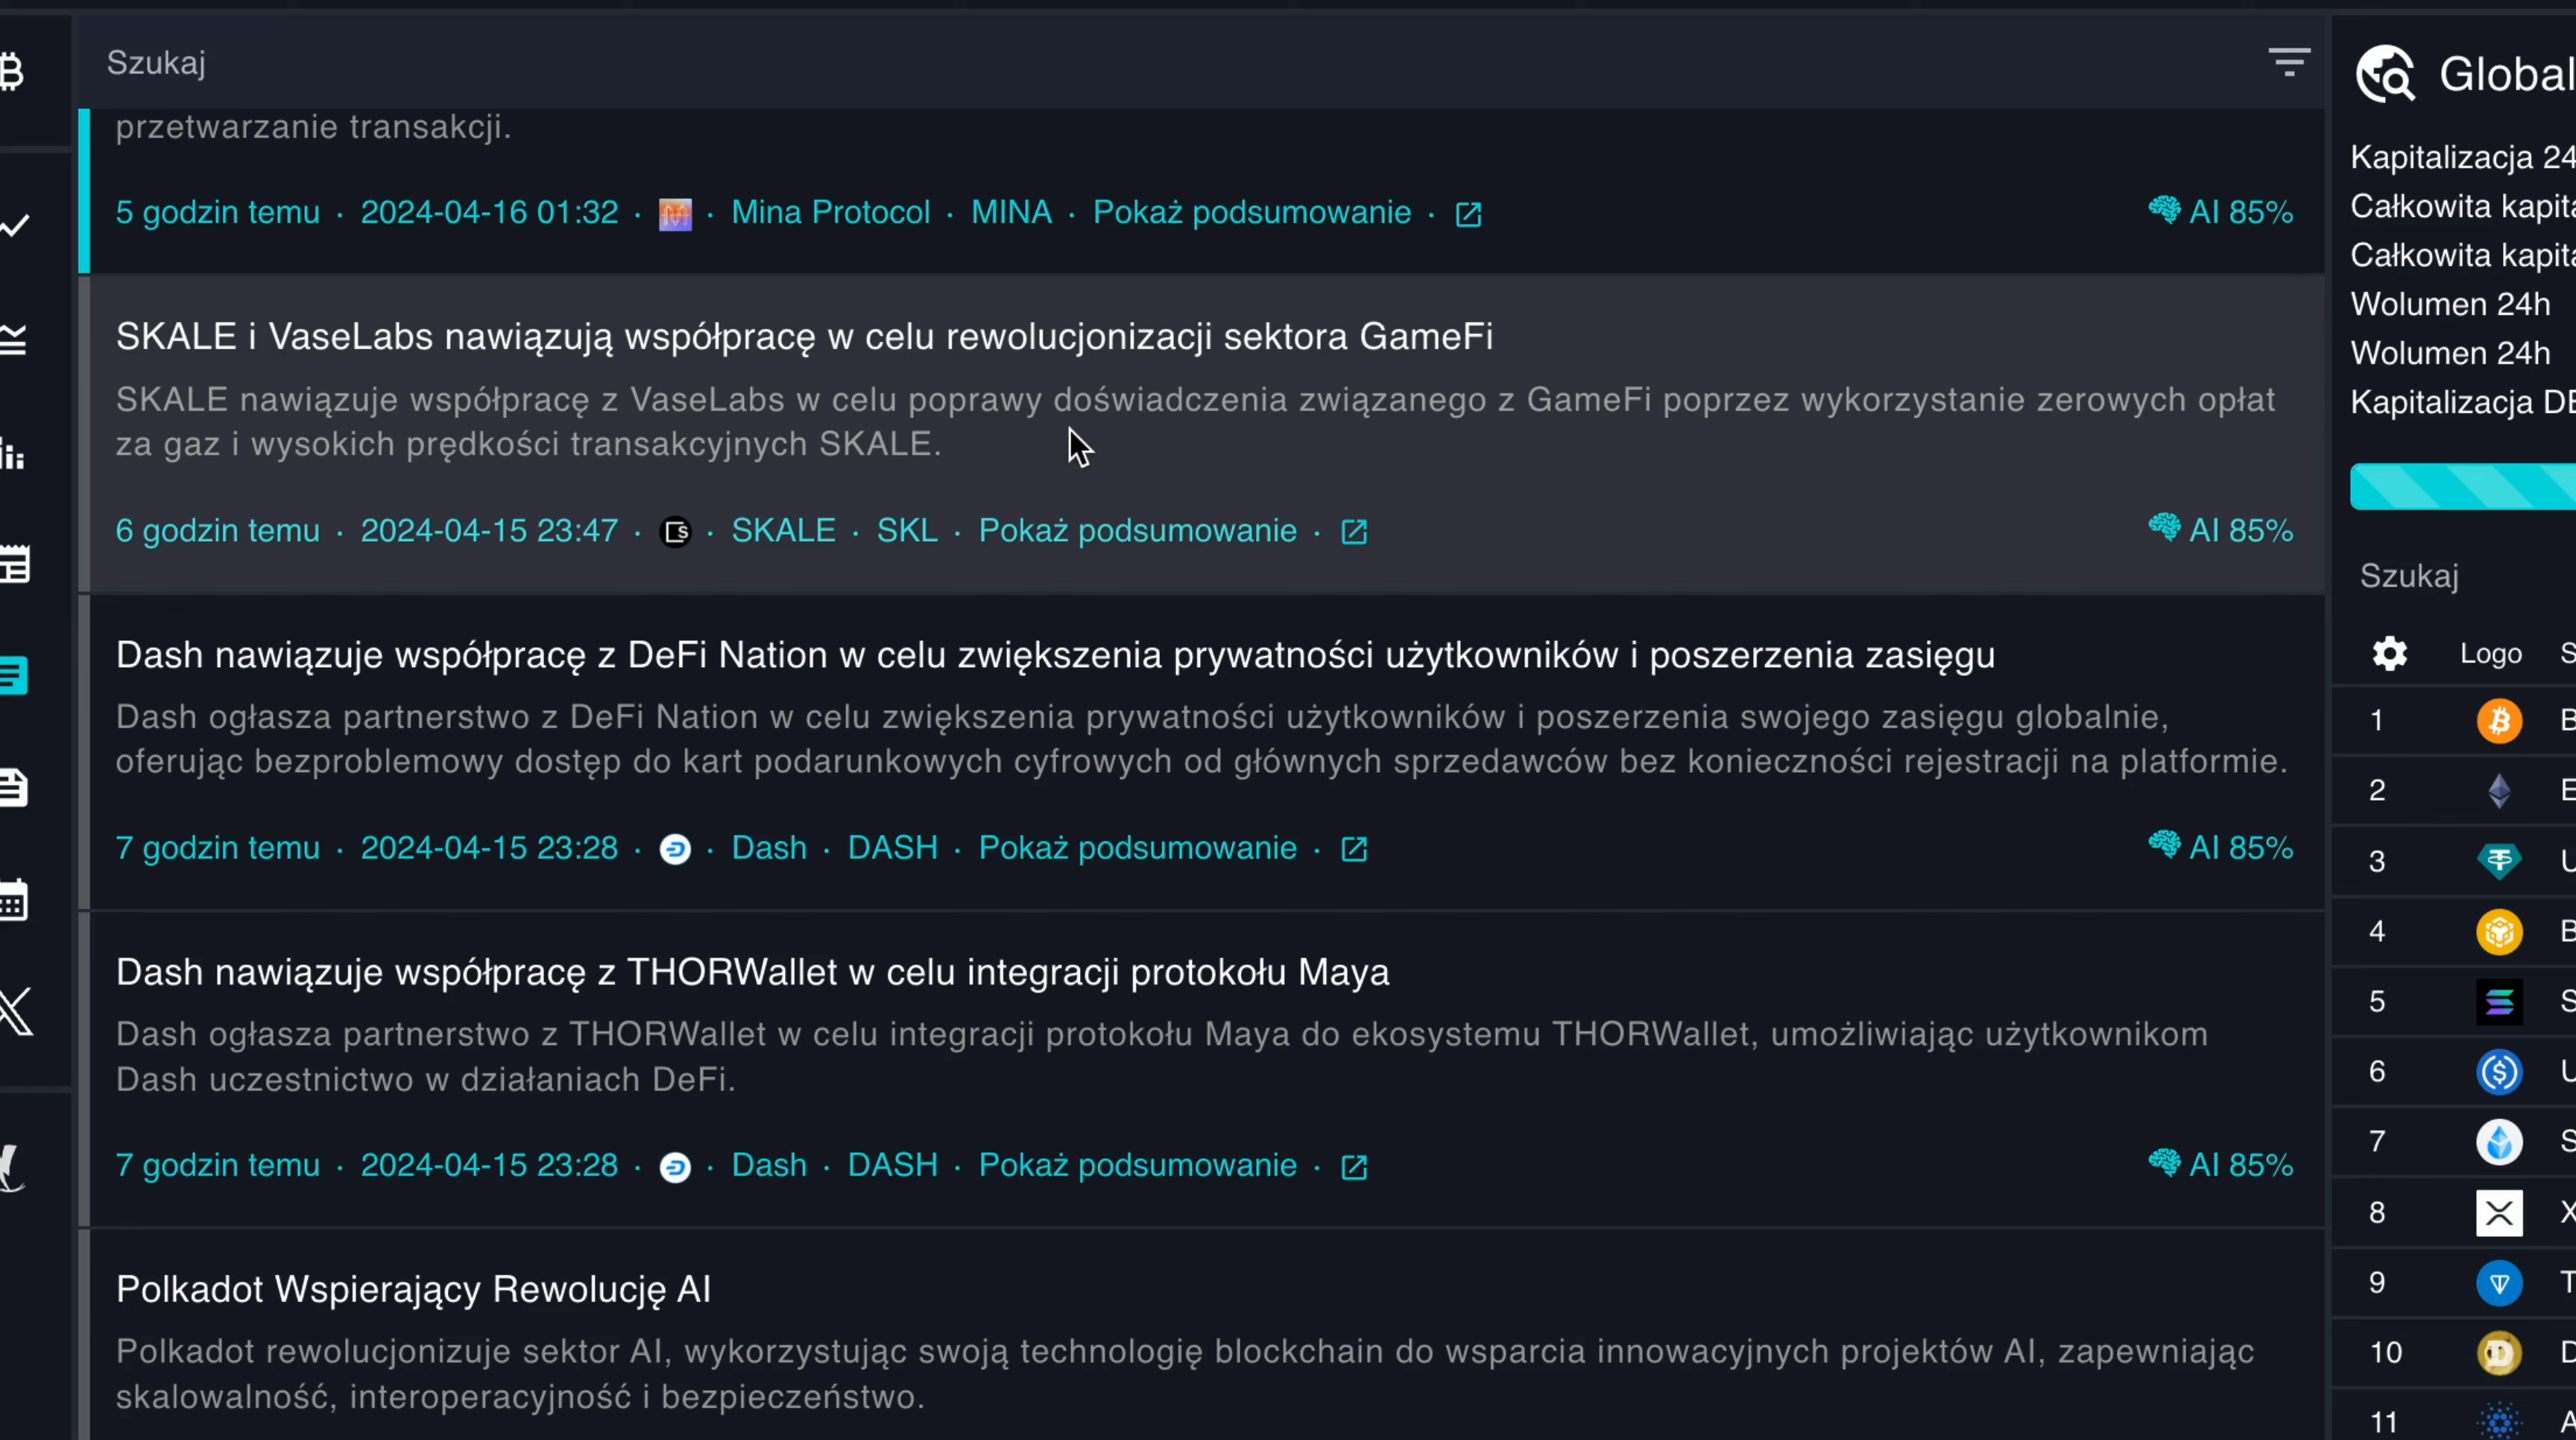 Szukaj
przetwarzanie transakcji.
5 godzin temu · 2024-04-16 01:32 · · Mina Protocol · MINA · Pokaż podsumowanie ·
AI 85%
SKALE i VaseLabs nawiązują współpracę w celu rewolucjonizacji sektora GameFi
SKALE nawiązuje współpracę z VaseLabs w celu poprawy doświadczenia związanego z GameFi poprzez wykorzystanie zerowych opłat
za gaz i wysokich prędkości transakcyjnych SKALE.
6 godzin temu · 2024-04-15 23:47 · · SKALE · SKL · Pokaż podsumowanie ·
AI 85%
Dash nawiązuje współpracę z DeFi Nation w celu zwiększenia prywatności użytkowników i poszerzenia zasięgu
Dash ogłasza partnerstwo z DeFi Nation w celu zwiększenia prywatności użytkowników i poszerzenia swojego zasięgu globalnie,
oferując bezproblemowy dostęp do kart podarunkowych cyfrowych od głównych sprzedawców bez konieczności rejestracji na platformie.
7 godzin temu · 2024-04-15 23:28 · · Dash · DASH · Pokaż podsumowanie ·
AI 85%
Dash nawiązuje współpracę z THORWallet w celu integracji protokołu Maya
Dash ogłasza partnerstwo z THORWallet w celu integracji protokołu Maya do ekosystemu THORWallet, umożliwiając użytkownikom
Dash uczestnictwo w działaniach DeFi.
7 godzin temu · 2024-04-15 23:28 · · Dash · DASH · Pokaż podsumowanie ·
AI 85%
Polkadot Wspierający Rewolucję AI
Polkadot rewolucjonizuje sektor AI, wykorzystując swoją technologię blockchain do wsparcia innowacyjnych projektów AI, zapewniając
skalowalność, interoperacyjność i bezpieczeństwo.
Global
Kapitalizacja 24
Całkowita kapita
Całkowita kapita
Wolumen 24h
Wolumen 24h
Kapitalizacja DE
Szukaj
Logo S
1 B
2 E
3 U
4 B
5 S
6 U
7 S
8 X
9 T
10 D
11 A